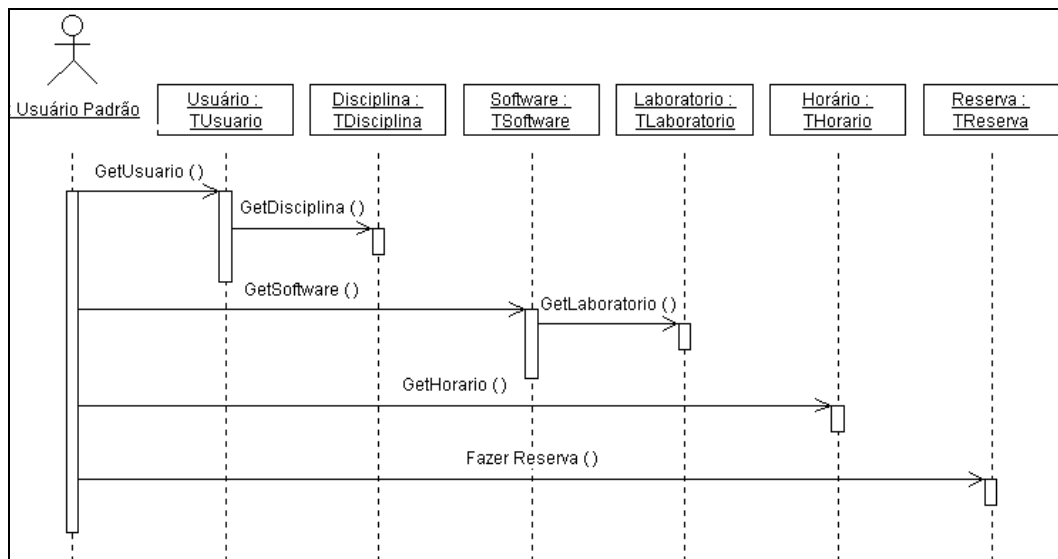 : Usuário Padrão
Usuário :
TUsuario
Disciplina :
TDisciplina
Software :
TSoftware
Laboratorio :
TLaboratorio
Horário :
THorario
Reserva :
TReserva
GetUsuario ( )
GetDisciplina ( )
GetSoftware ( )
GetLaboratorio ( )
GetHorario ( )
Fazer Reserva ( )